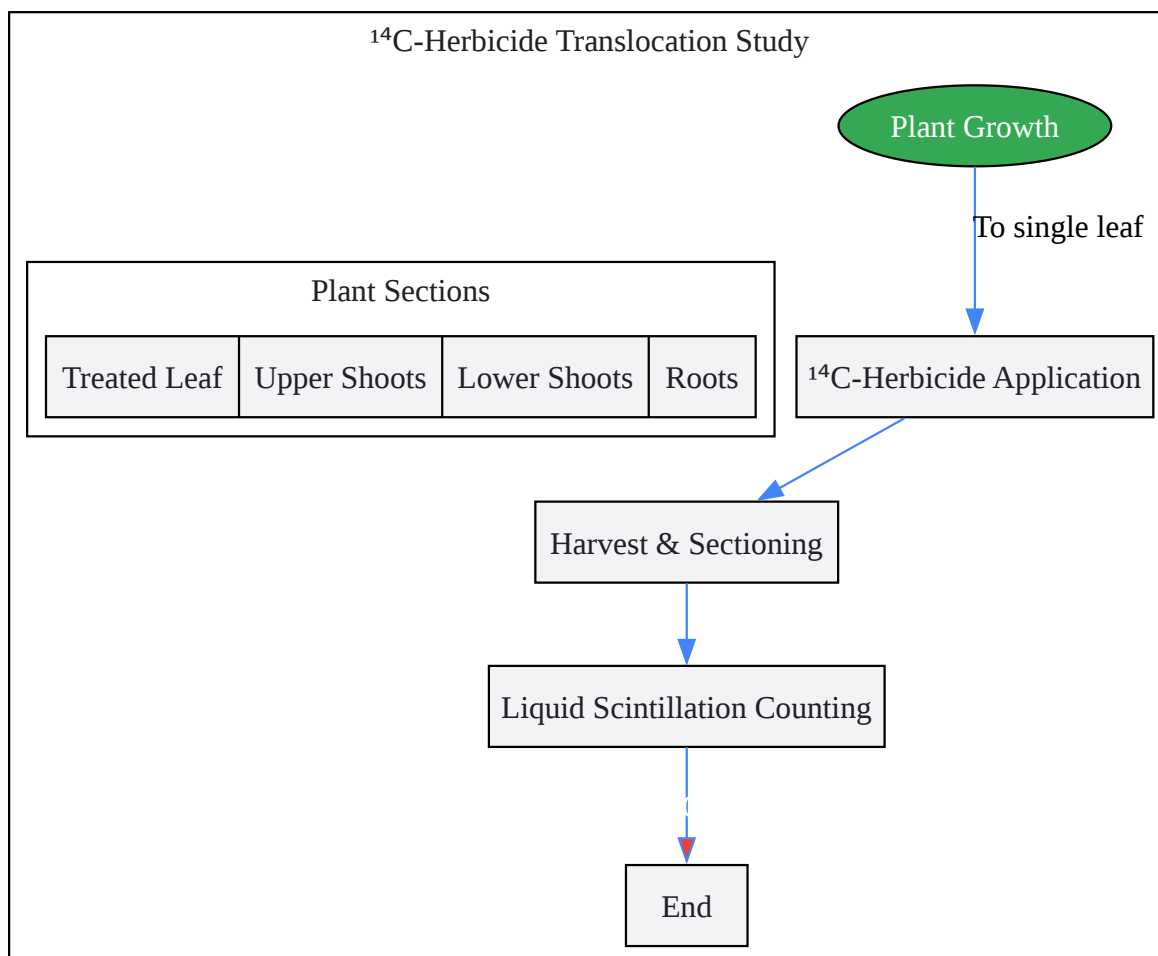 ¹⁴C-Herbicide Translocation Study
Plant Growth
To single leaf
Plant Sections
Treated Leaf
Upper Shoots
Lower Shoots
Roots
¹⁴C-Herbicide Application
Harvest & Sectioning
Liquid Scintillation Counting
End